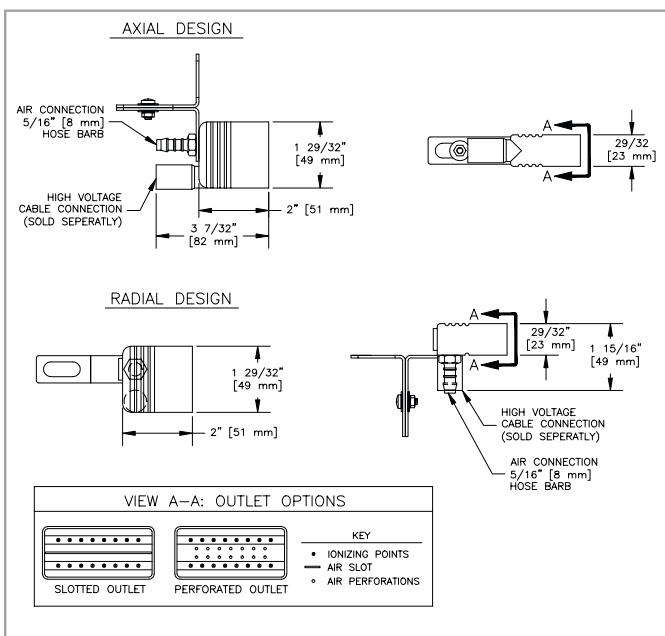 AXIAL DESIGN
AIR CONNECTION
5/16" [8 mm]
HOSE BARB
HIGH VOLTAGE
CABLE CONNECTION
(SOLD SEPERATLY)
1 29/32"
[49 mm]
2" [51 mm]
3 7/32"
[82 mm]
A
A
29/32
[23 mm]
RADIAL DESIGN
1 29/32"
[49 mm]
2" [51 mm]
A
A
29/32"
[23 mm]
1 15/16"
[49 mm]
HIGH VOLTAGE
CABLE CONNECTION
(SOLD SEPERATLY)
AIR CONNECTION
5/16" [8 mm]
HOSE BARB
VIEW A-A: OUTLET OPTIONS
SLOTTED OUTLET
PERFORATED OUTLET
KEY
IONIZING POINTS
AIR SLOT
AIR PERFORATIONS